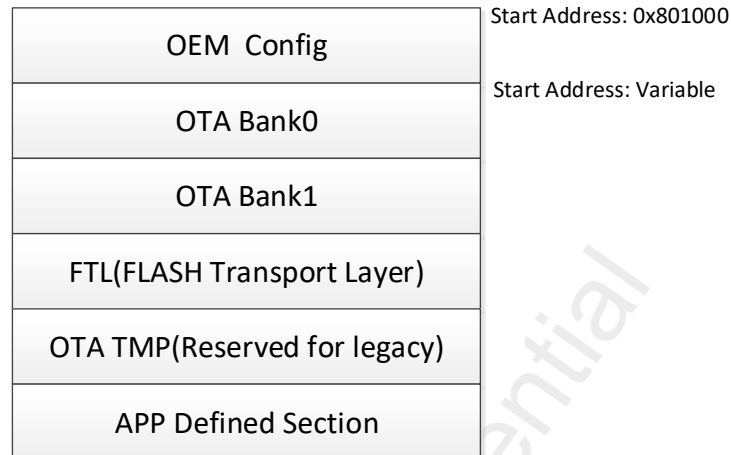 Start Address: 0x801000
OEM Config
Start Address: Variable
OTA Bank0
OTA Bank1
FTL(FLASH Transport Layer)
OTA TMP(Reserved for legacy)
APP Defined Section
ential